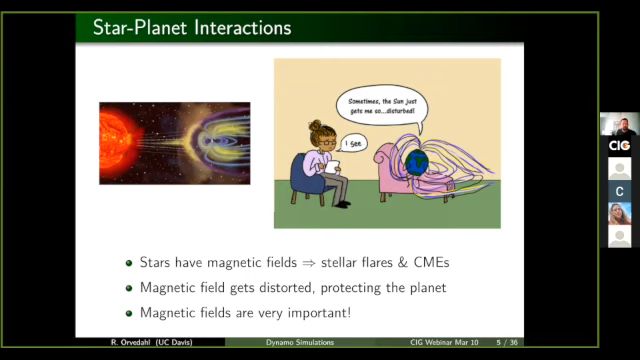 Star-Planet Interactions
Sometimes, the Sun just
gets me so...disturbed!
I see
Stars have magnetic fields ⇒ stellar flares & CMEs
Magnetic field gets distorted, protecting the planet
Magnetic fields are very important!
R. Orvedahl (UC Davis)
Dynamo Simulations
CIG Webinar Mar 10
5 / 36
CIG
C